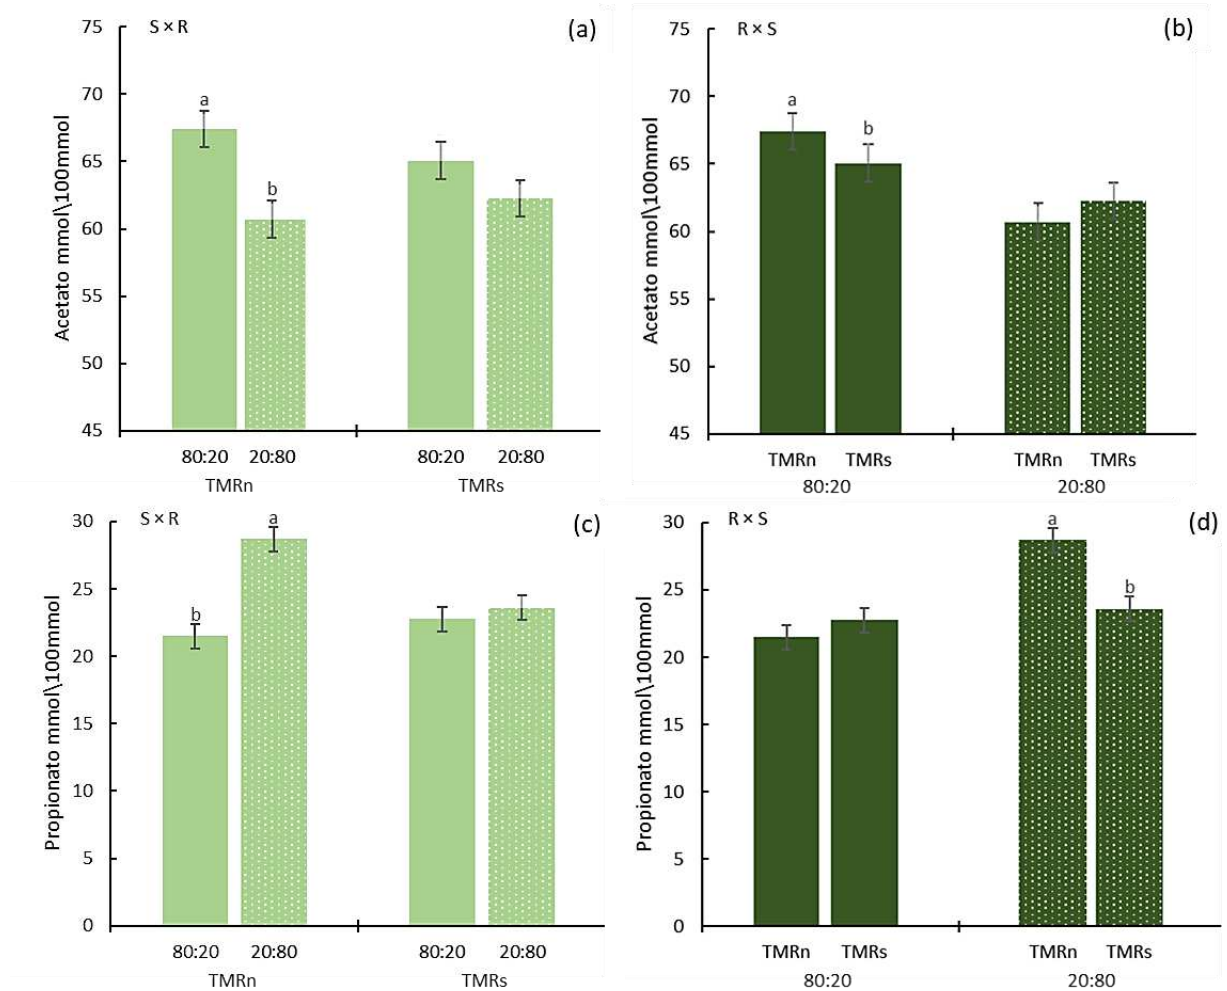 S × R
(a)
75
70
65
60
55
50
45
Acetato mmol\100mmol
a
b
80:20 20:80 80:20 20:80
TMRn TMRs
R × S
(b)
75
70
65
60
55
50
45
Acetato mmol\100mmol
a
b
TMRn TMRs TMRn TMRs
80:20 20:80
S × R
(c)
30
25
20
15
10
5
0
Propionato mmol\100mmol
a
b
80:20 20:80 80:20 20:80
TMRn TMRs
R × S
(d)
30
25
20
15
10
5
0
Propionato mmol\100mmol
a
b
TMRn TMRs TMRn TMRs
80:20 20:80